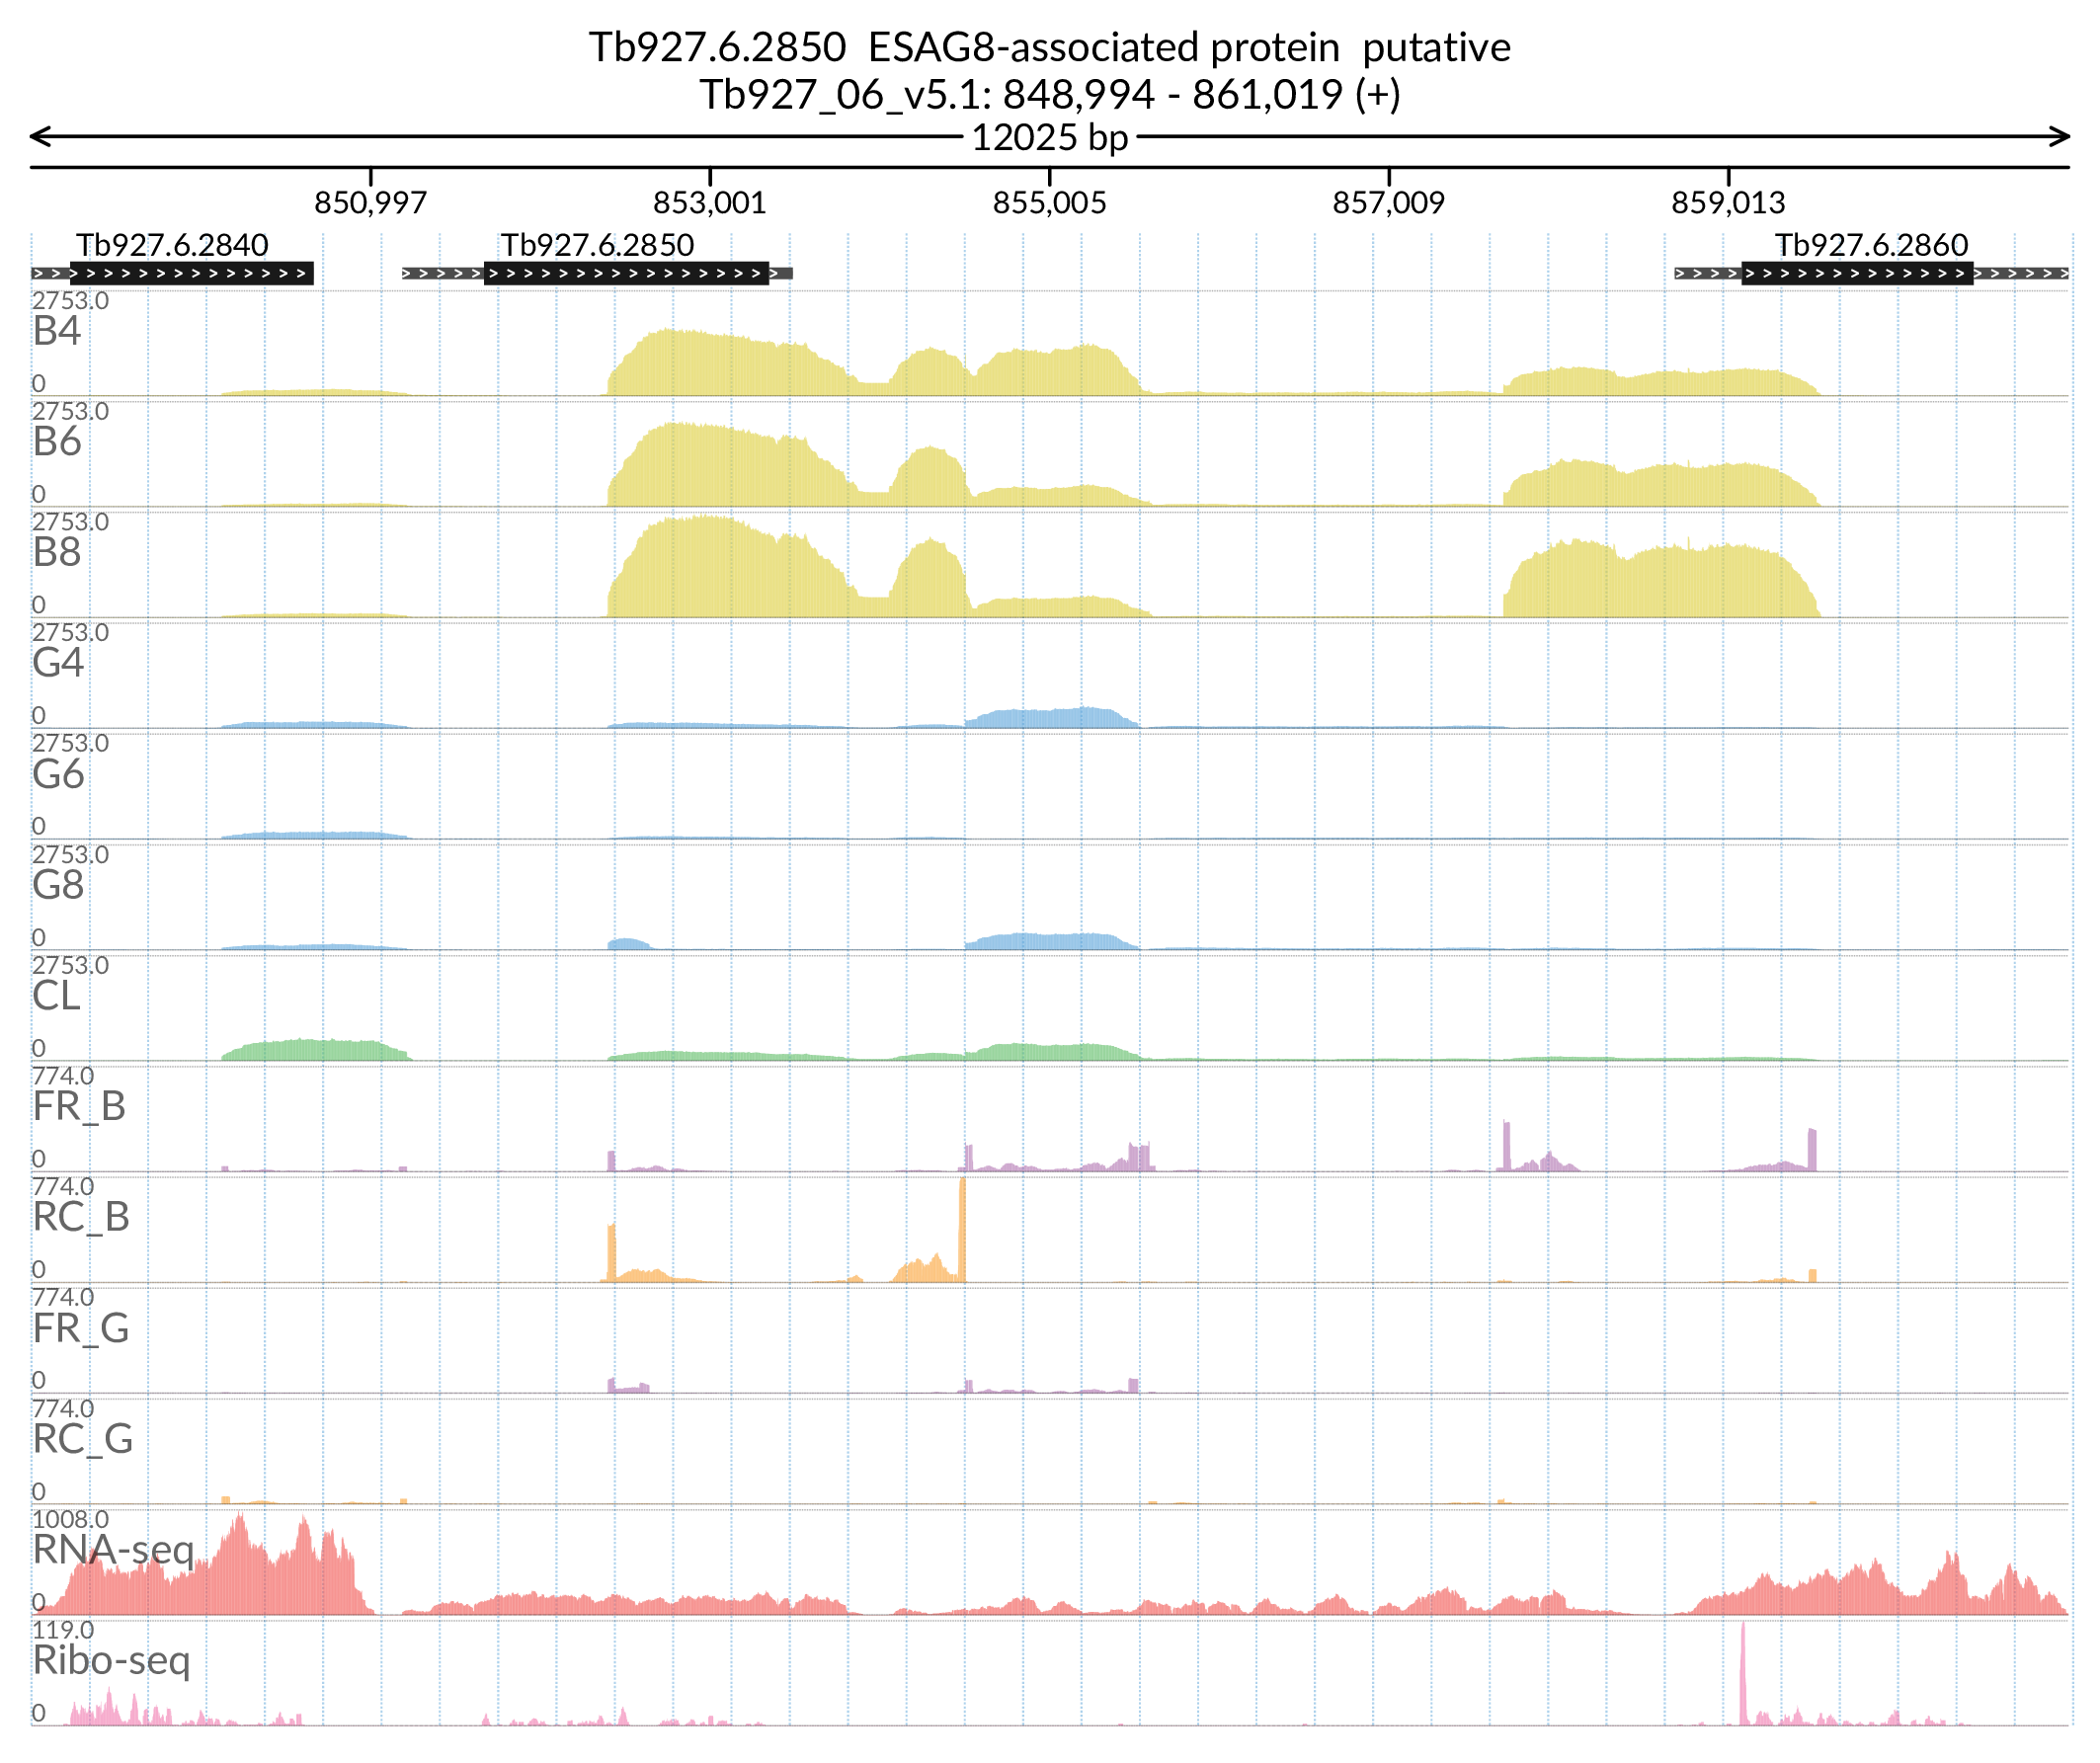 Tb927.6.2850  ESAG8-associated protein  putative
Tb927_06_v5.1: 848,994 - 861,019 (+)
12025 bp
850,997 853,001 855,005 857,009 859,013
Tb927.6.2840 Tb927.6.2850 Tb927.6.2860
2753.0
B4
0
2753.0
B6
0
2753.0
B8
0
2753.0
G4
0
2753.0
G6
0
2753.0
G8
0
2753.0
CL
0
774.0
FR_B
0
774.0
RC_B
0
774.0
FR_G
0
774.0
RC_G
0
1008.0
RNA-seq
0
119.0
Ribo-seq
0